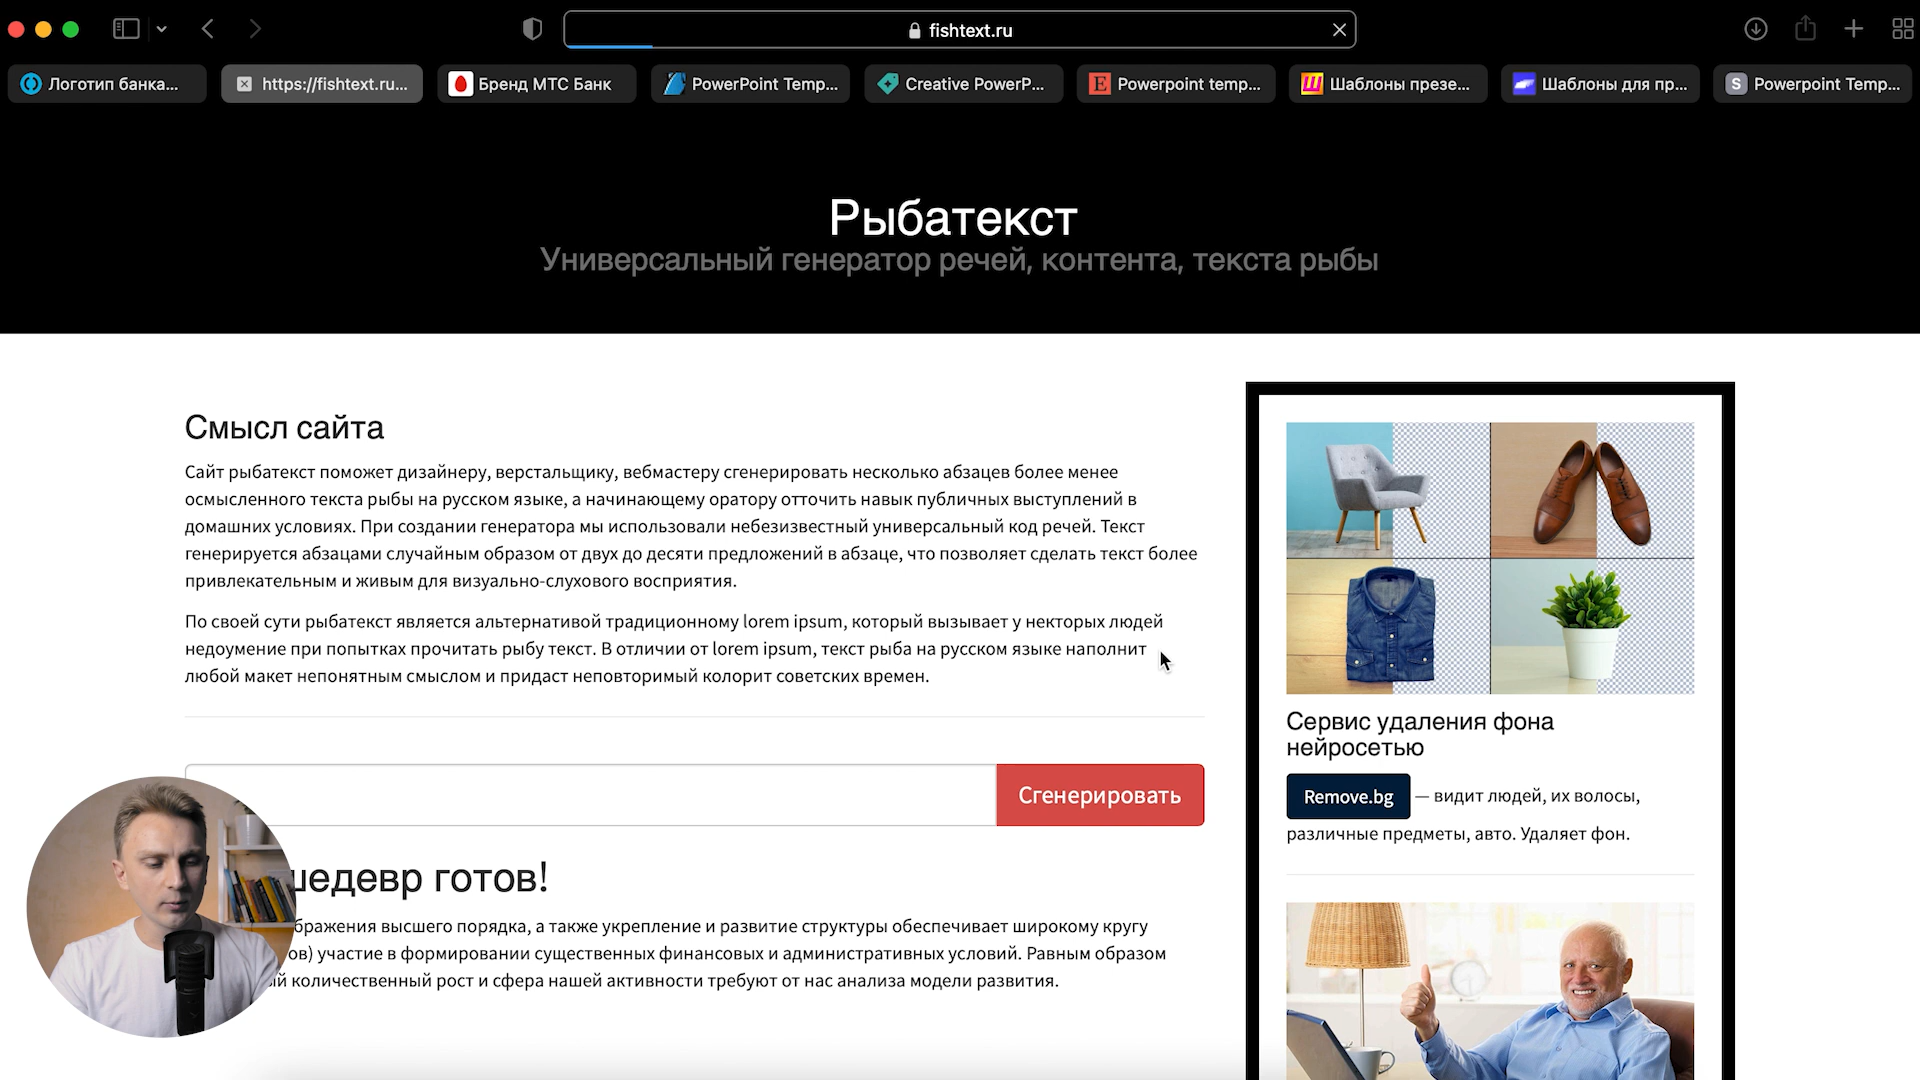 fishtext.ru
Логотип банка...
https://fishtext.ru...
Бренд МТС Банк
PowerPoint Temp...
Creative PowerP...
Powerpoint temp...
Шаблоны презе...
Шаблоны для пр...
Powerpoint Temp...
Рыбатекст
Универсальный генератор речей, контента, текста рыбы
Смысл сайта
Сайт рыбатекст поможет дизайнеру, верстальщику, вебмастеру сгенерировать несколько абзацев более менее
осмысленного текста рыбы на русском языке, а начинающему оратору отточить навык публичных выступлений в
домашних условиях. При создании генератора мы использовали небезизвестный универсальный код речей. Текст
генерируется абзацами случайным образом от двух до десяти предложений в абзаце, что позволяет сделать текст более
привлекательным и живым для визуально-слухового восприятия.
По своей сути рыбатекст является альтернативой традиционному lorem ipsum, который вызывает у некторых людей
недоумение при попытках прочитать рыбу текст. В отличии от lorem ipsum, текст рыба на русском языке наполнит
любой макет непонятным смыслом и придаст неповторимый колорит советских времен.
Сгенерировать
шедевр готов!
бражения высшего порядка, а также укрепление и развитие структуры обеспечивает широкому кругу
ов) участие в формировании существенных финансовых и административных условий. Равным образом
й количественный рост и сфера нашей активности требуют от нас анализа модели развития.
Сервис удаления фона
нейросетью
Remove.bg — видит людей, их волосы,
различные предметы, авто. Удаляет фон.